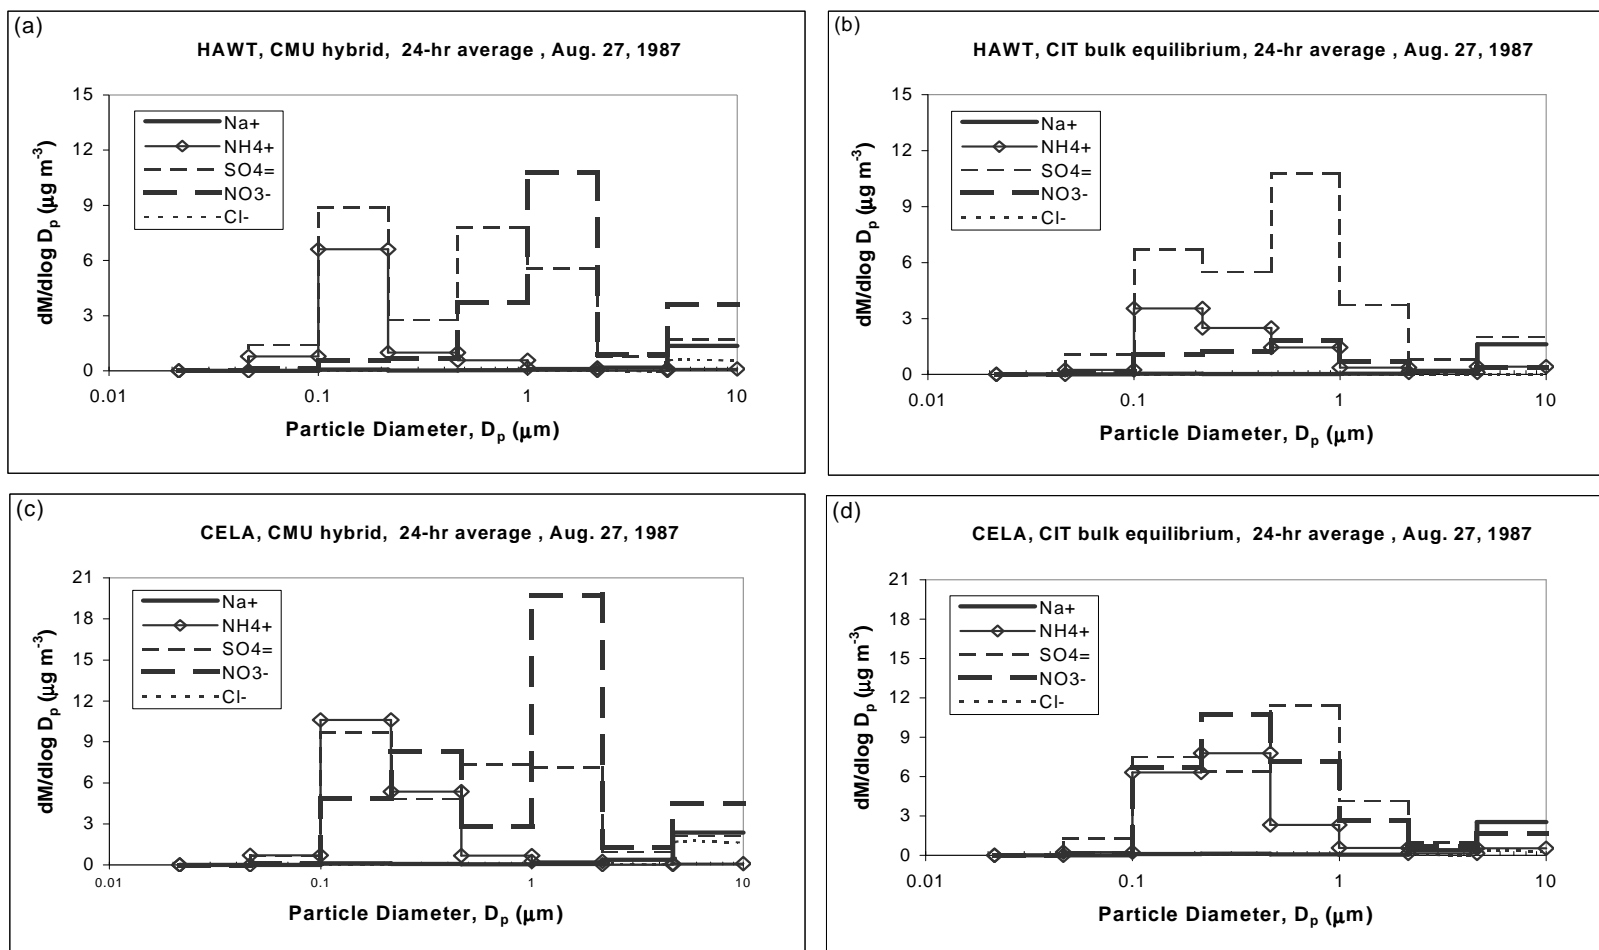 (a)
HAWT, CMU hybrid, 24-hr average , Aug. 27, 1987
15
12
9
6
3
0
dM/dlog Dp (μg m-3)
Na+
NH4+
SO4=
NO3-
Cl-
0.01
0.1
1
10
Particle Diameter, Dp (μm)
(b)
HAWT, CIT bulk equilibrium, 24-hr average , Aug. 27, 1987
15
12
9
6
3
0
dM/dlog Dp (μg m-3)
Na+
NH4+
SO4=
NO3-
Cl-
0.01
0.1
1
10
Particle Diameter, Dp (μm)
(c)
CELA, CMU hybrid, 24-hr average , Aug. 27, 1987
21
18
15
12
9
6
3
0
dM/dlog Dp (μg m-3)
Na+
NH4+
SO4=
NO3-
Cl-
0.01
0.1
1
10
Particle Diameter, Dp (μm)
(d)
CELA, CIT bulk equilibrium, 24-hr average , Aug. 27, 1987
21
18
15
12
9
6
3
0
dM/dlog Dp (μg m-3)
Na+
NH4+
SO4=
NO3-
Cl-
0.01
0.1
1
10
Particle Diameter, Dp (μm)